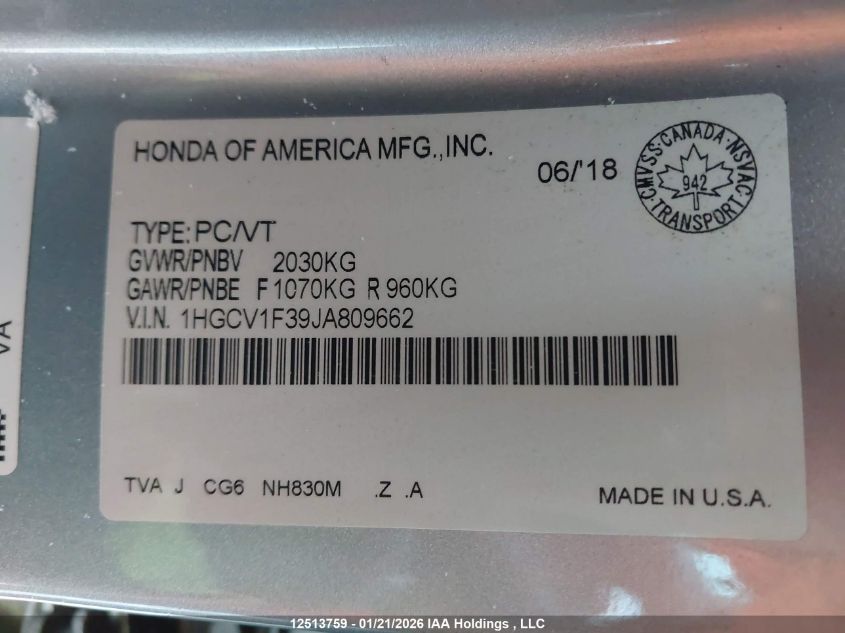 HONDA OF AMERICA MFG.,INC.
06/'18
CMVSS·CANADA·NSVAC·TRANSPORT·
942
TYPE: PC/VT
GVWR/PNBV 2030KG
GAWR/PNBE F 1070KG R 960KG
V.I.N. 1HGCV1F39JA809662
TVA J CG6 NH830M .Z .A
MADE IN U.S.A.
VA
12513759 - 01/21/2026 IAA Holdings , LLC